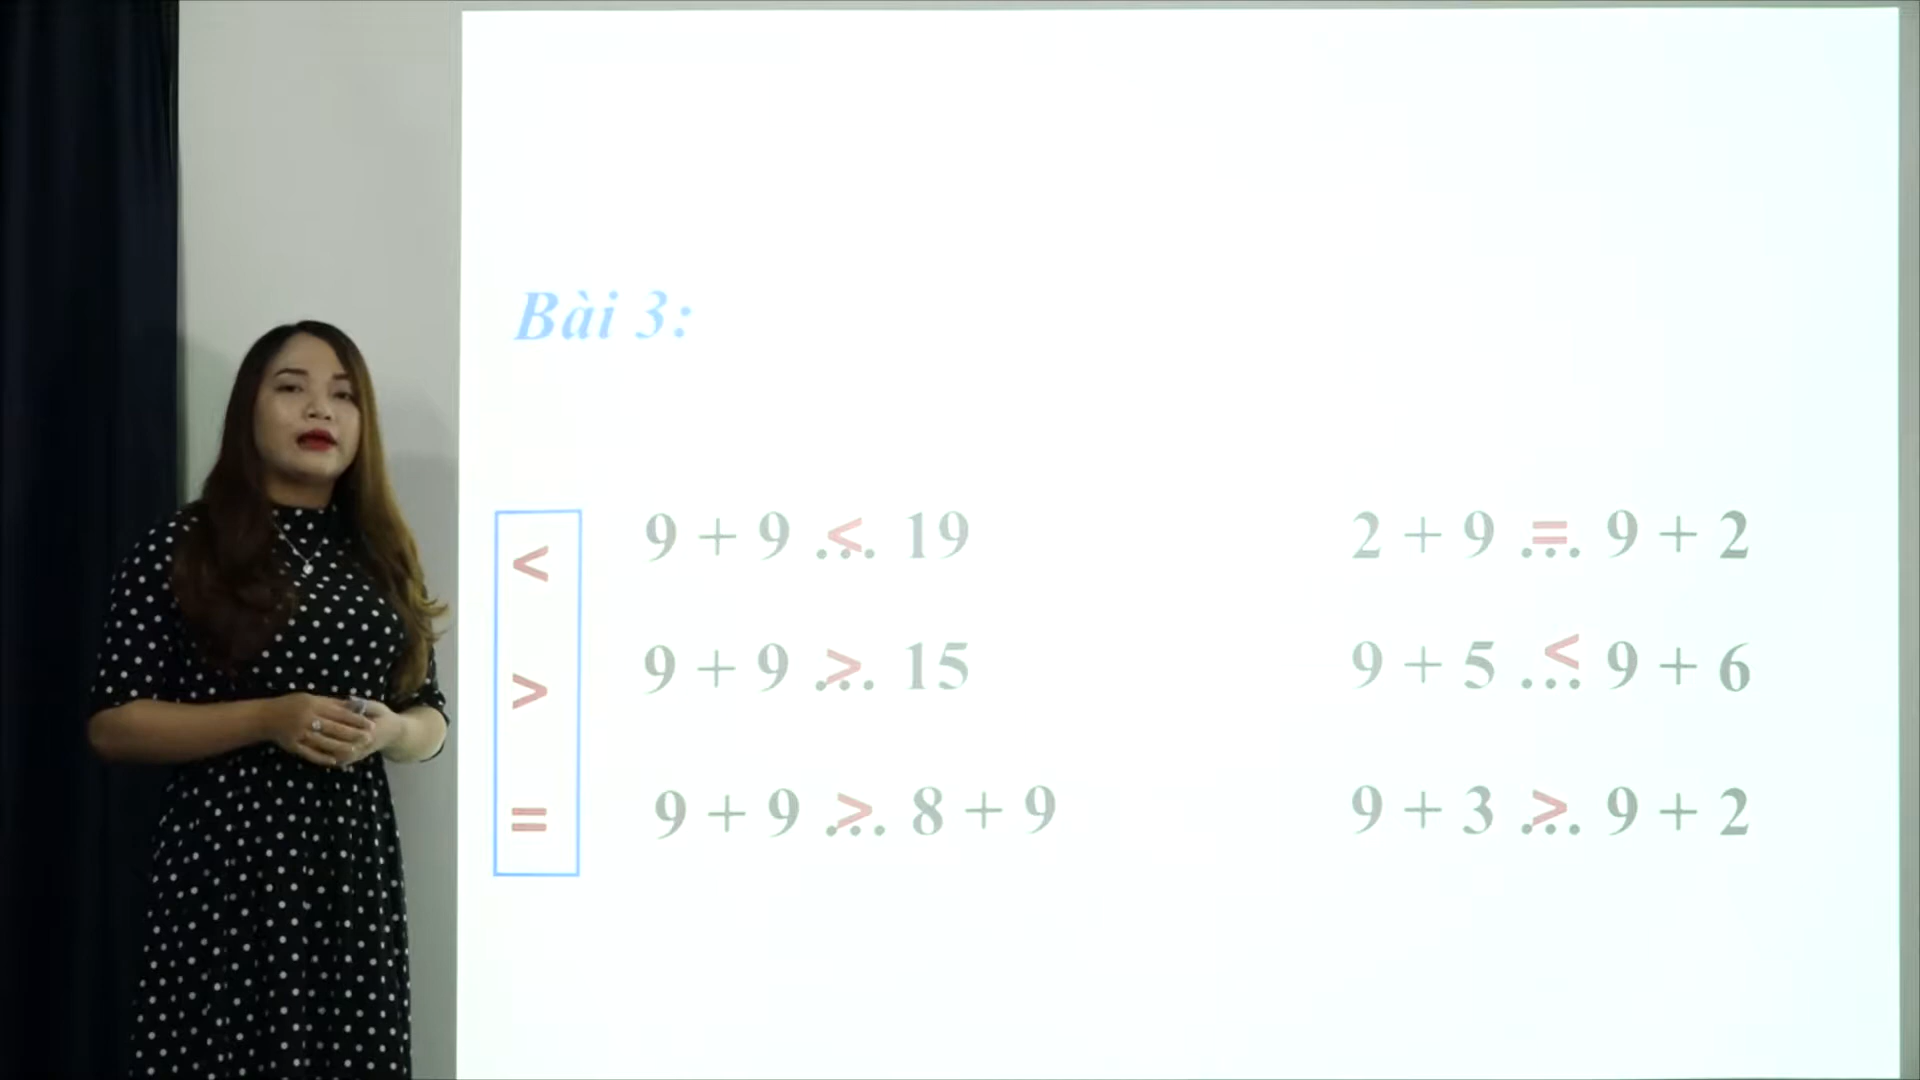 Bài 3:
<
>
=
9 + 9 .<.. 19
9 + 9 .>.. 15
9 + 9 .>.. 8 + 9
2 + 9 .=.. 9 + 2
9 + 5 ..<. 9 + 6
9 + 3 .>.. 9 + 2